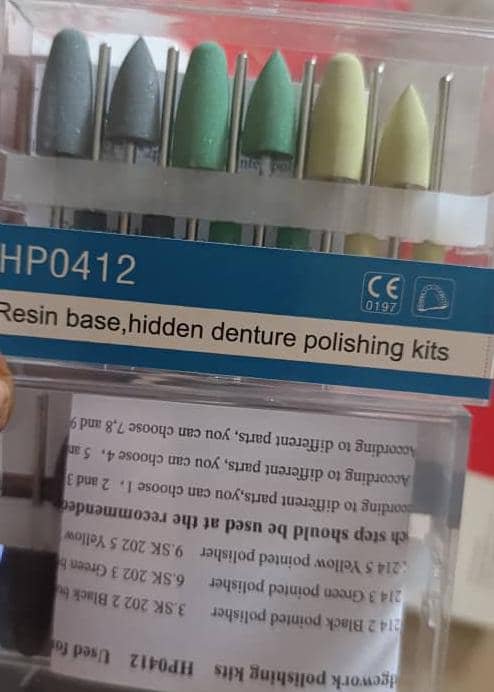 HP0412
CE
0197
Resin base,hidden denture polishing kits
polishing kits HP0412 Used for
214 2 Black pointed polisher 3.SK 202 2 Black
214 3 Green pointed polisher 6.SK 202 3 Green
214 5 Yellow pointed polisher 9.SK 202 5 Yellow
step should be used at the recommended
According to different parts,you can choose 1, 2 and 3
According to different parts, you can choose 4, 5
According to different parts, you can choose 7,8 and 9